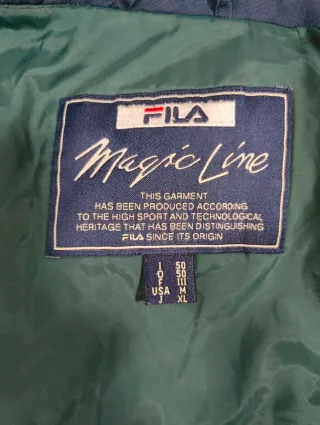 FILA
Magic Line
THIS GARMENT
HAS BEEN PRODUCED ACCORDING
TO THE HIGH SPORT AND TECHNOLOGICAL
HERITAGE THAT HAS BEEN DISTINGUISHING
FILA SINCE ITS ORIGIN
I 50
D 50
F III
USA M
J XL